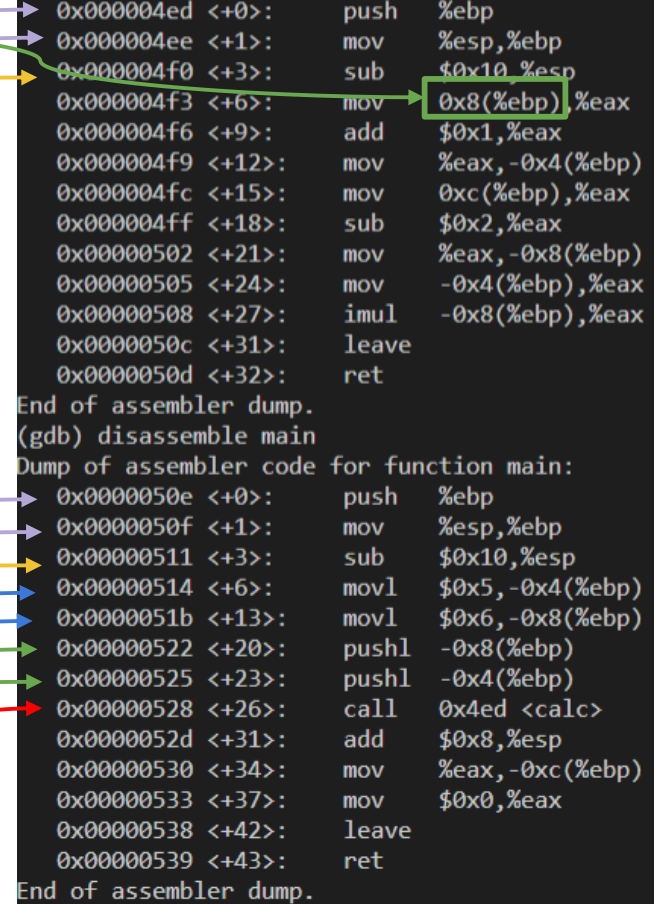 0x000004ed <+0>: push %ebp
0x000004ee <+1>: mov %esp,%ebp
0x000004f0 <+3>: sub $0x10,%esp
0x000004f3 <+6>: mov 0x8(%ebp),%eax
0x000004f6 <+9>: add $0x1,%eax
0x000004f9 <+12>: mov %eax,-0x4(%ebp)
0x000004fc <+15>: mov 0xc(%ebp),%eax
0x000004ff <+18>: sub $0x2,%eax
0x00000502 <+21>: mov %eax,-0x8(%ebp)
0x00000505 <+24>: mov -0x4(%ebp),%eax
0x00000508 <+27>: imul -0x8(%ebp),%eax
0x0000050c <+31>: leave
0x0000050d <+32>: ret
End of assembler dump.
(gdb) disassemble main
Dump of assembler code for function main:
0x0000050e <+0>: push %ebp
0x0000050f <+1>: mov %esp,%ebp
0x00000511 <+3>: sub $0x10,%esp
0x00000514 <+6>: movl $0x5,-0x4(%ebp)
0x0000051b <+13>: movl $0x6,-0x8(%ebp)
0x00000522 <+20>: pushl -0x8(%ebp)
0x00000525 <+23>: pushl -0x4(%ebp)
0x00000528 <+26>: call 0x4ed <calc>
0x0000052d <+31>: add $0x8,%esp
0x00000530 <+34>: mov %eax,-0xc(%ebp)
0x00000533 <+37>: mov $0x0,%eax
0x00000538 <+42>: leave
0x00000539 <+43>: ret
End of assembler dump.